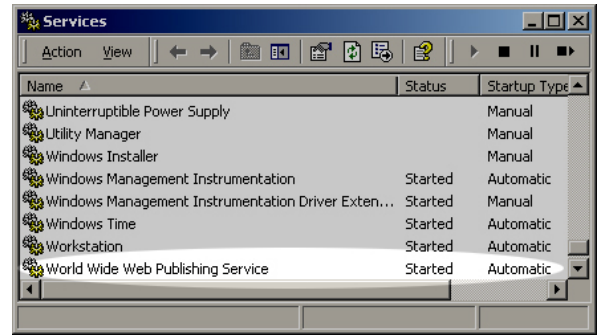 Services
Action View
Name Status Startup Type
Uninterruptible Power Supply Manual
Utility Manager Manual
Windows Installer Manual
Windows Management Instrumentation Started Automatic
Windows Management Instrumentation Driver Exten... Started Manual
Windows Time Started Automatic
Workstation Started Automatic
World Wide Web Publishing Service Started Automatic